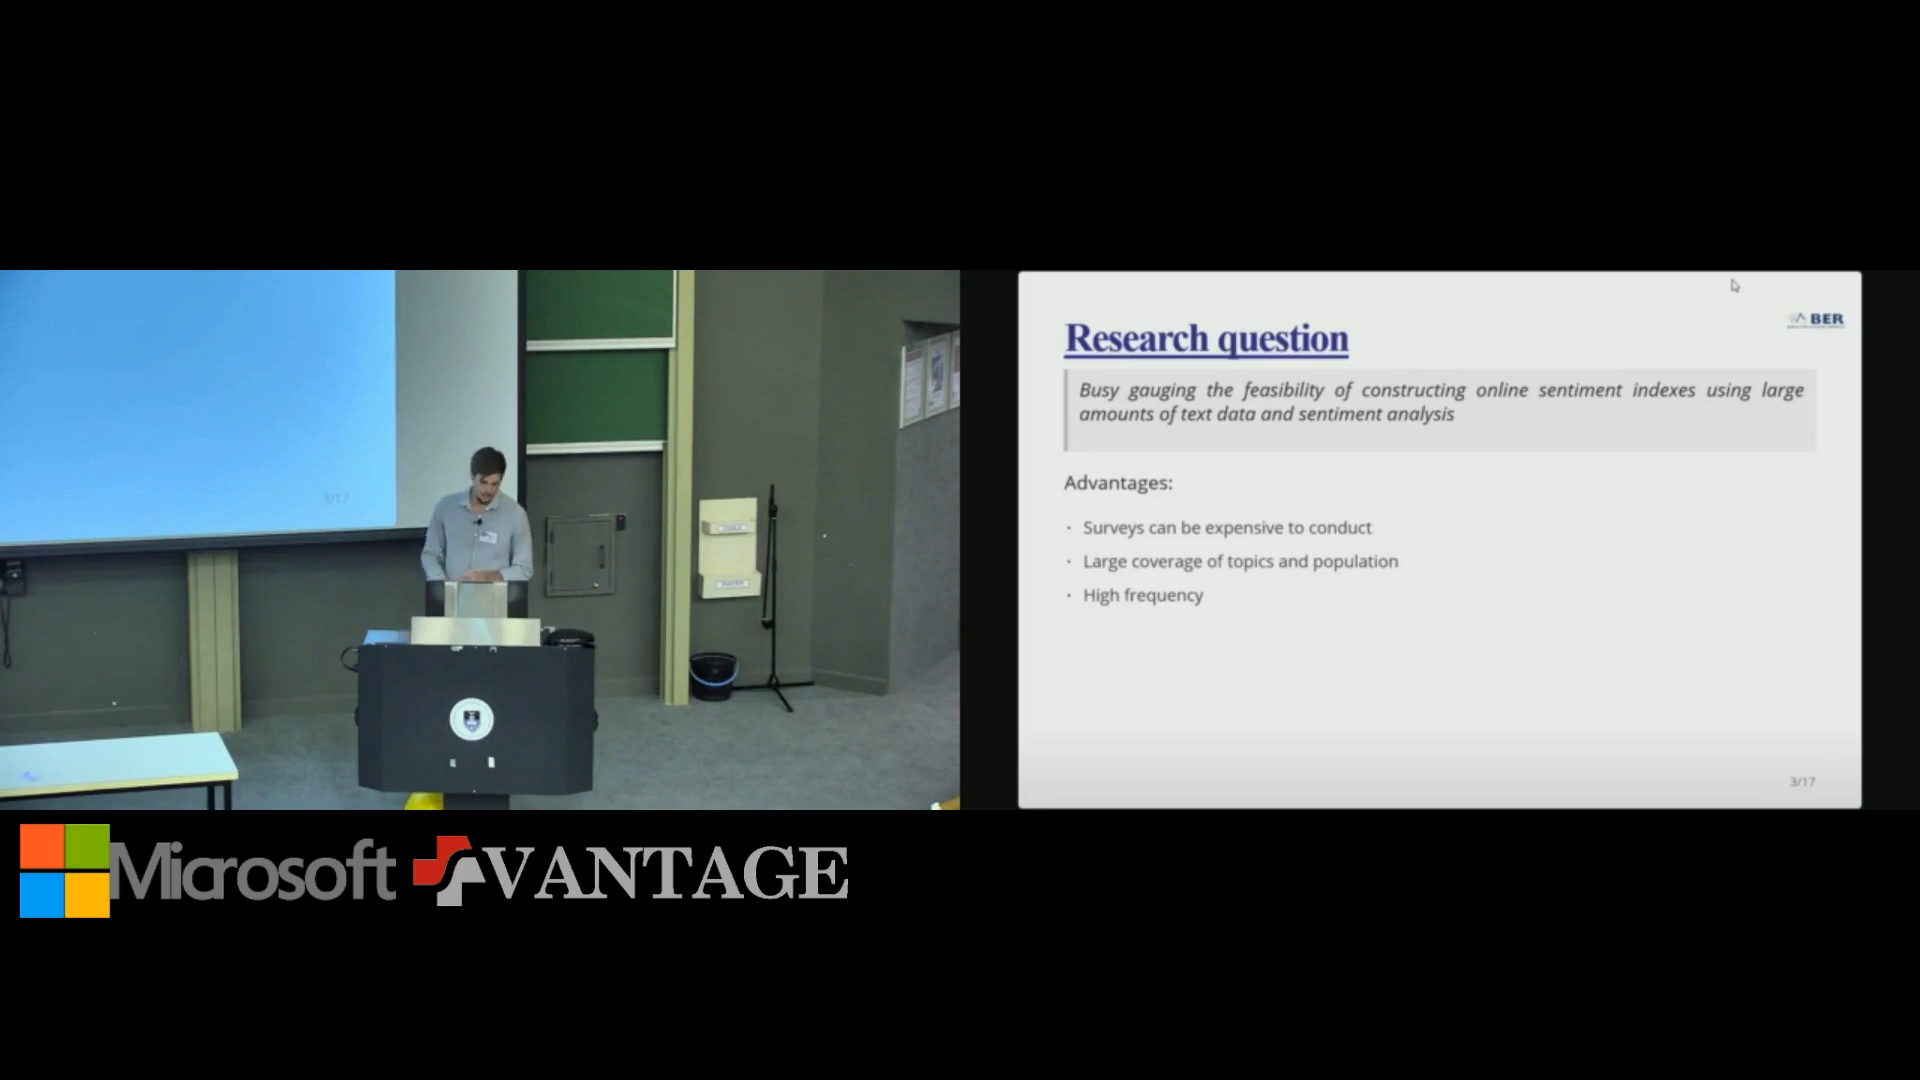 3/17
BER
Research question
Busy gauging the feasibility of constructing online sentiment indexes using large
amounts of text data and sentiment analysis
Advantages:
· Surveys can be expensive to conduct
· Large coverage of topics and population
· High frequency
3/17
Microsoft VANTAGE